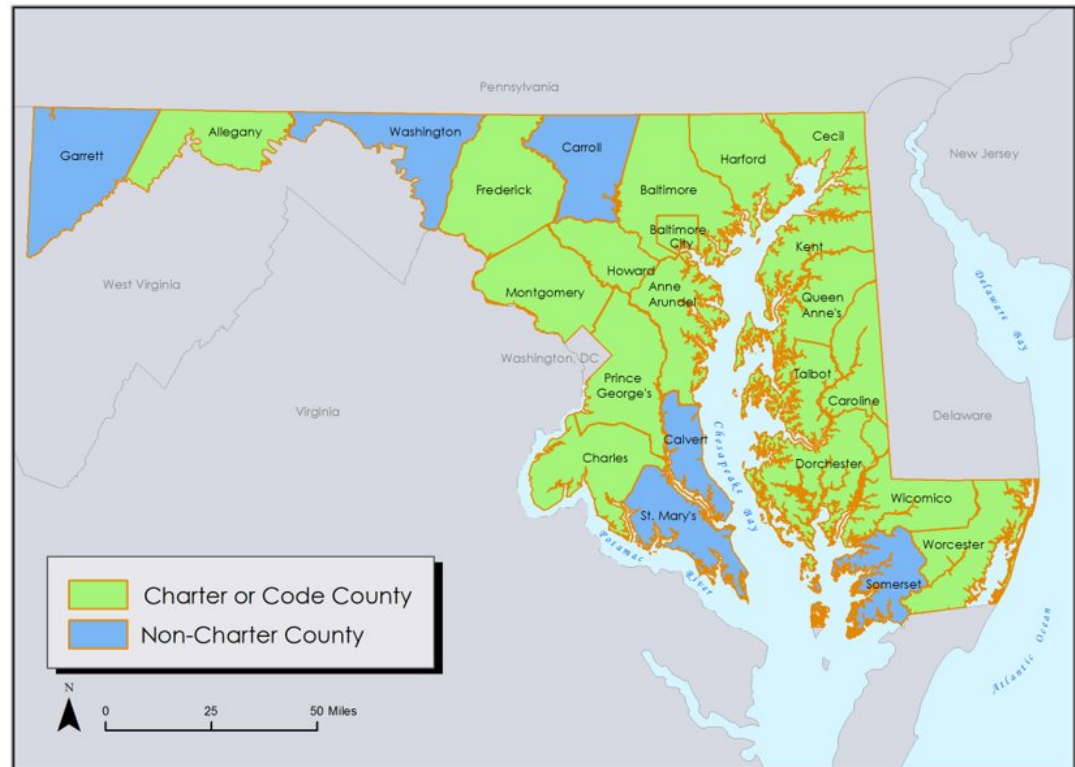 Pennsylvania
Garrett
Allegany
Washington
Frederick
Carroll
Baltimore
Harford
Cecil
New Jersey
Baltimore
City
Kent
West Virginia
Montgomery
Howard
Anne
Arundel
Queen
Anne's
Delaware Bay
Washington, DC
Prince
George's
Talbot
Caroline
Virginia
Delaware
Charles
Calvert
Chesapeake
Bay
Dorchester
St. Mary's
Wicomico
Worcester
Somerset
Potamac
River
Atlantic Ocean
Charter or Code County
Non-Charter County
N
0 25 50 Miles